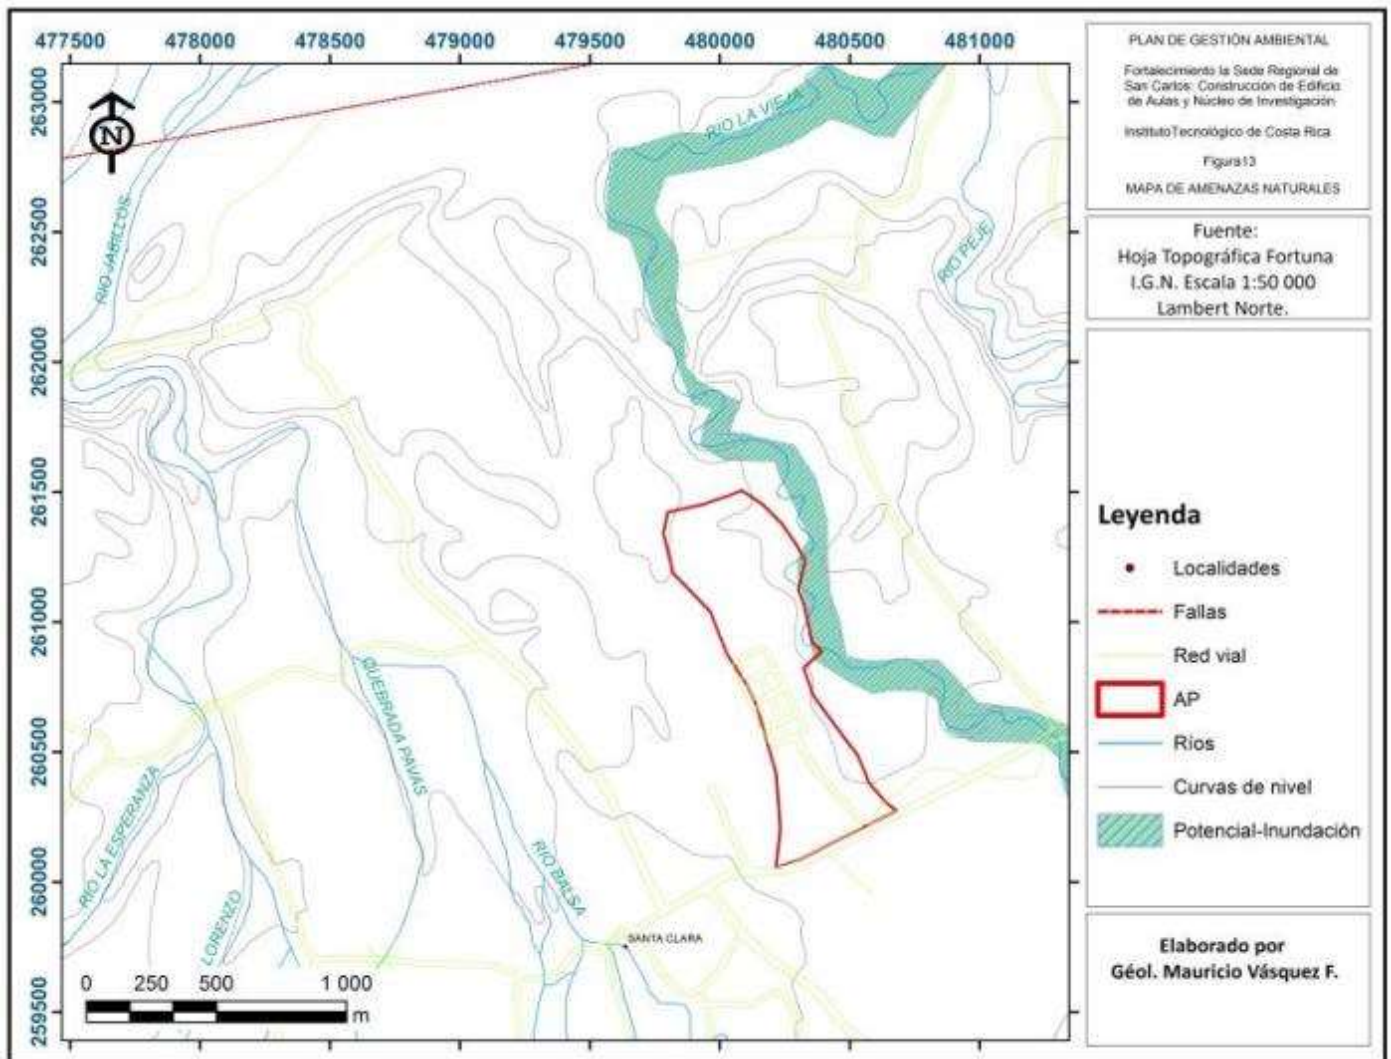 477500 478000 478500 479000 479500 480000 480500 481000
263000
262500
262000
261500
261000
260500
260000
259500
N
RIO LA VIEJA
RIO JABILLOS
RIO PEJE
QUEBRADA PAVAS
RIO LA ESPERANZA
LORENZO
RIO BALSA
SANTA CLARA
0 250 500 1 000
m
PLAN DE GESTIÓN AMBIENTAL
Fortalecimiento la Sede Regional de
San Carlos: Construcción de Edificio
de Aulas y Núcleo de Investigación
InstitutoTecnológico de Costa Rica
Figura13
MAPA DE AMENAZAS NATURALES
Fuente:
Hoja Topográfica Fortuna
I.G.N. Escala 1:50 000
Lambert Norte.
Leyenda
Localidades
Fallas
Red vial
AP
Ríos
Curvas de nivel
Potencial-Inundación
Elaborado por
Géol. Mauricio Vásquez F.